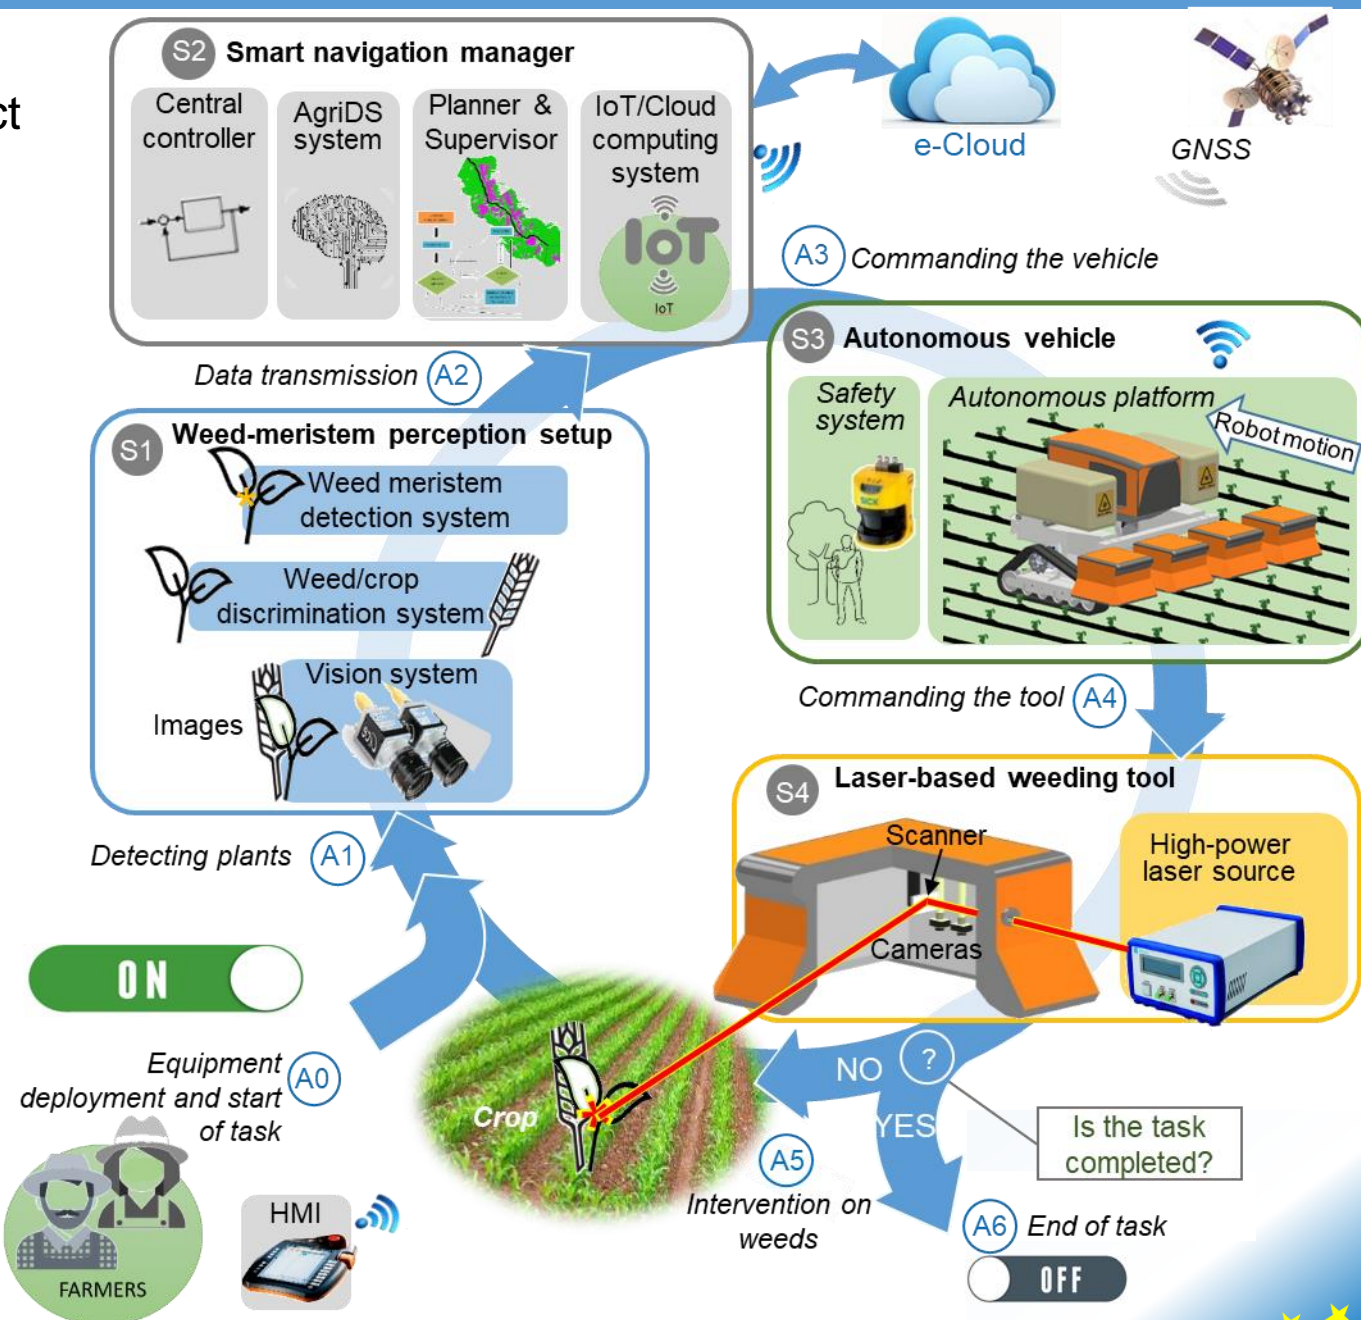 ct
S2 Smart navigation manager
Central
controller
AgriDS
system
Planner &
Supervisor
IoT/Cloud
computing
system
IoT
IoT
e-Cloud
GNSS
A3 Commanding the vehicle
Data transmission A2
S3 Autonomous vehicle
Safety
system
Autonomous platform
Robot motion
SICK
S1 Weed-meristem perception setup
Weed meristem
detection system
Weed/crop
discrimination system
Vision system
Images
Commanding the tool A4
S4 Laser-based weeding tool
Scanner
Cameras
High-power
laser source
Detecting plants A1
ON
Equipment
deployment and start
of task
A0
FARMERS
HMI
Crop
NO ?
YES
Is the task
completed?
A5
Intervention on
weeds
A6 End of task
OFF